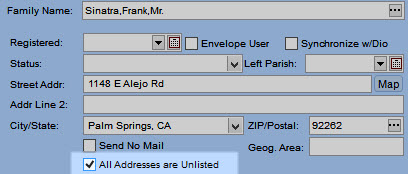 Family Name: Sinatra,Frank,Mr.
Registered: Envelope User Synchronize w/Dio
Status: Left Parish:
Street Addr: 1148 E Alejo Rd Map
Addr Line 2:
City/State: Palm Springs, CA ZIP/Postal: 92262
Send No Mail Geog. Area:
All Addresses are Unlisted